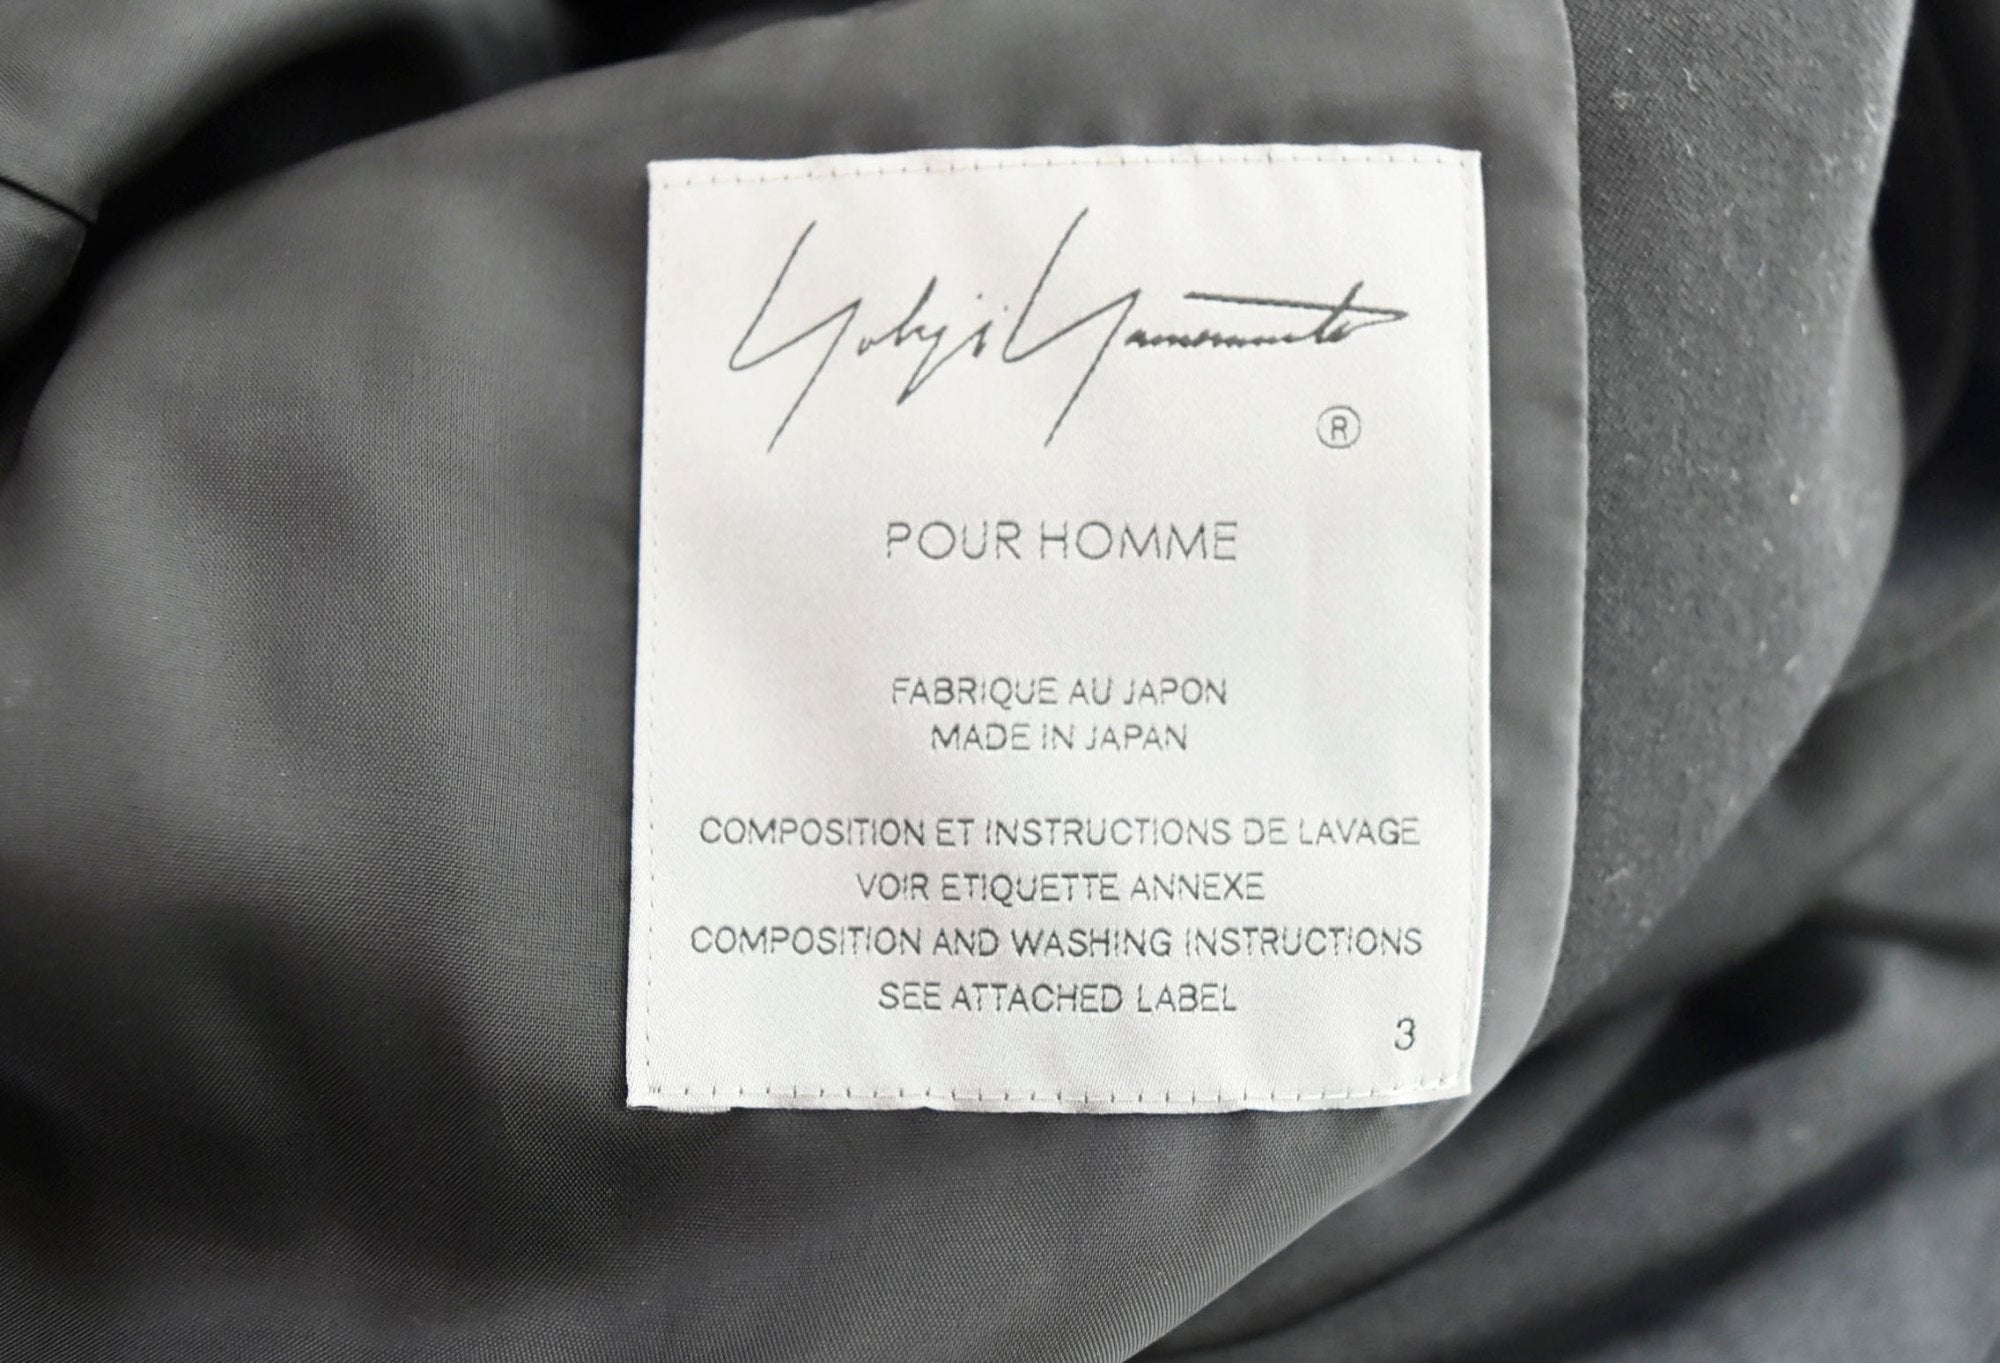 Yohji Yamamoto
®
POUR HOMME
FABRIQUE AU JAPON
MADE IN JAPAN
COMPOSITION ET INSTRUCTIONS DE LAVAGE
VOIR ETIQUETTE ANNEXE
COMPOSITION AND WASHING INSTRUCTIONS
SEE ATTACHED LABEL
3